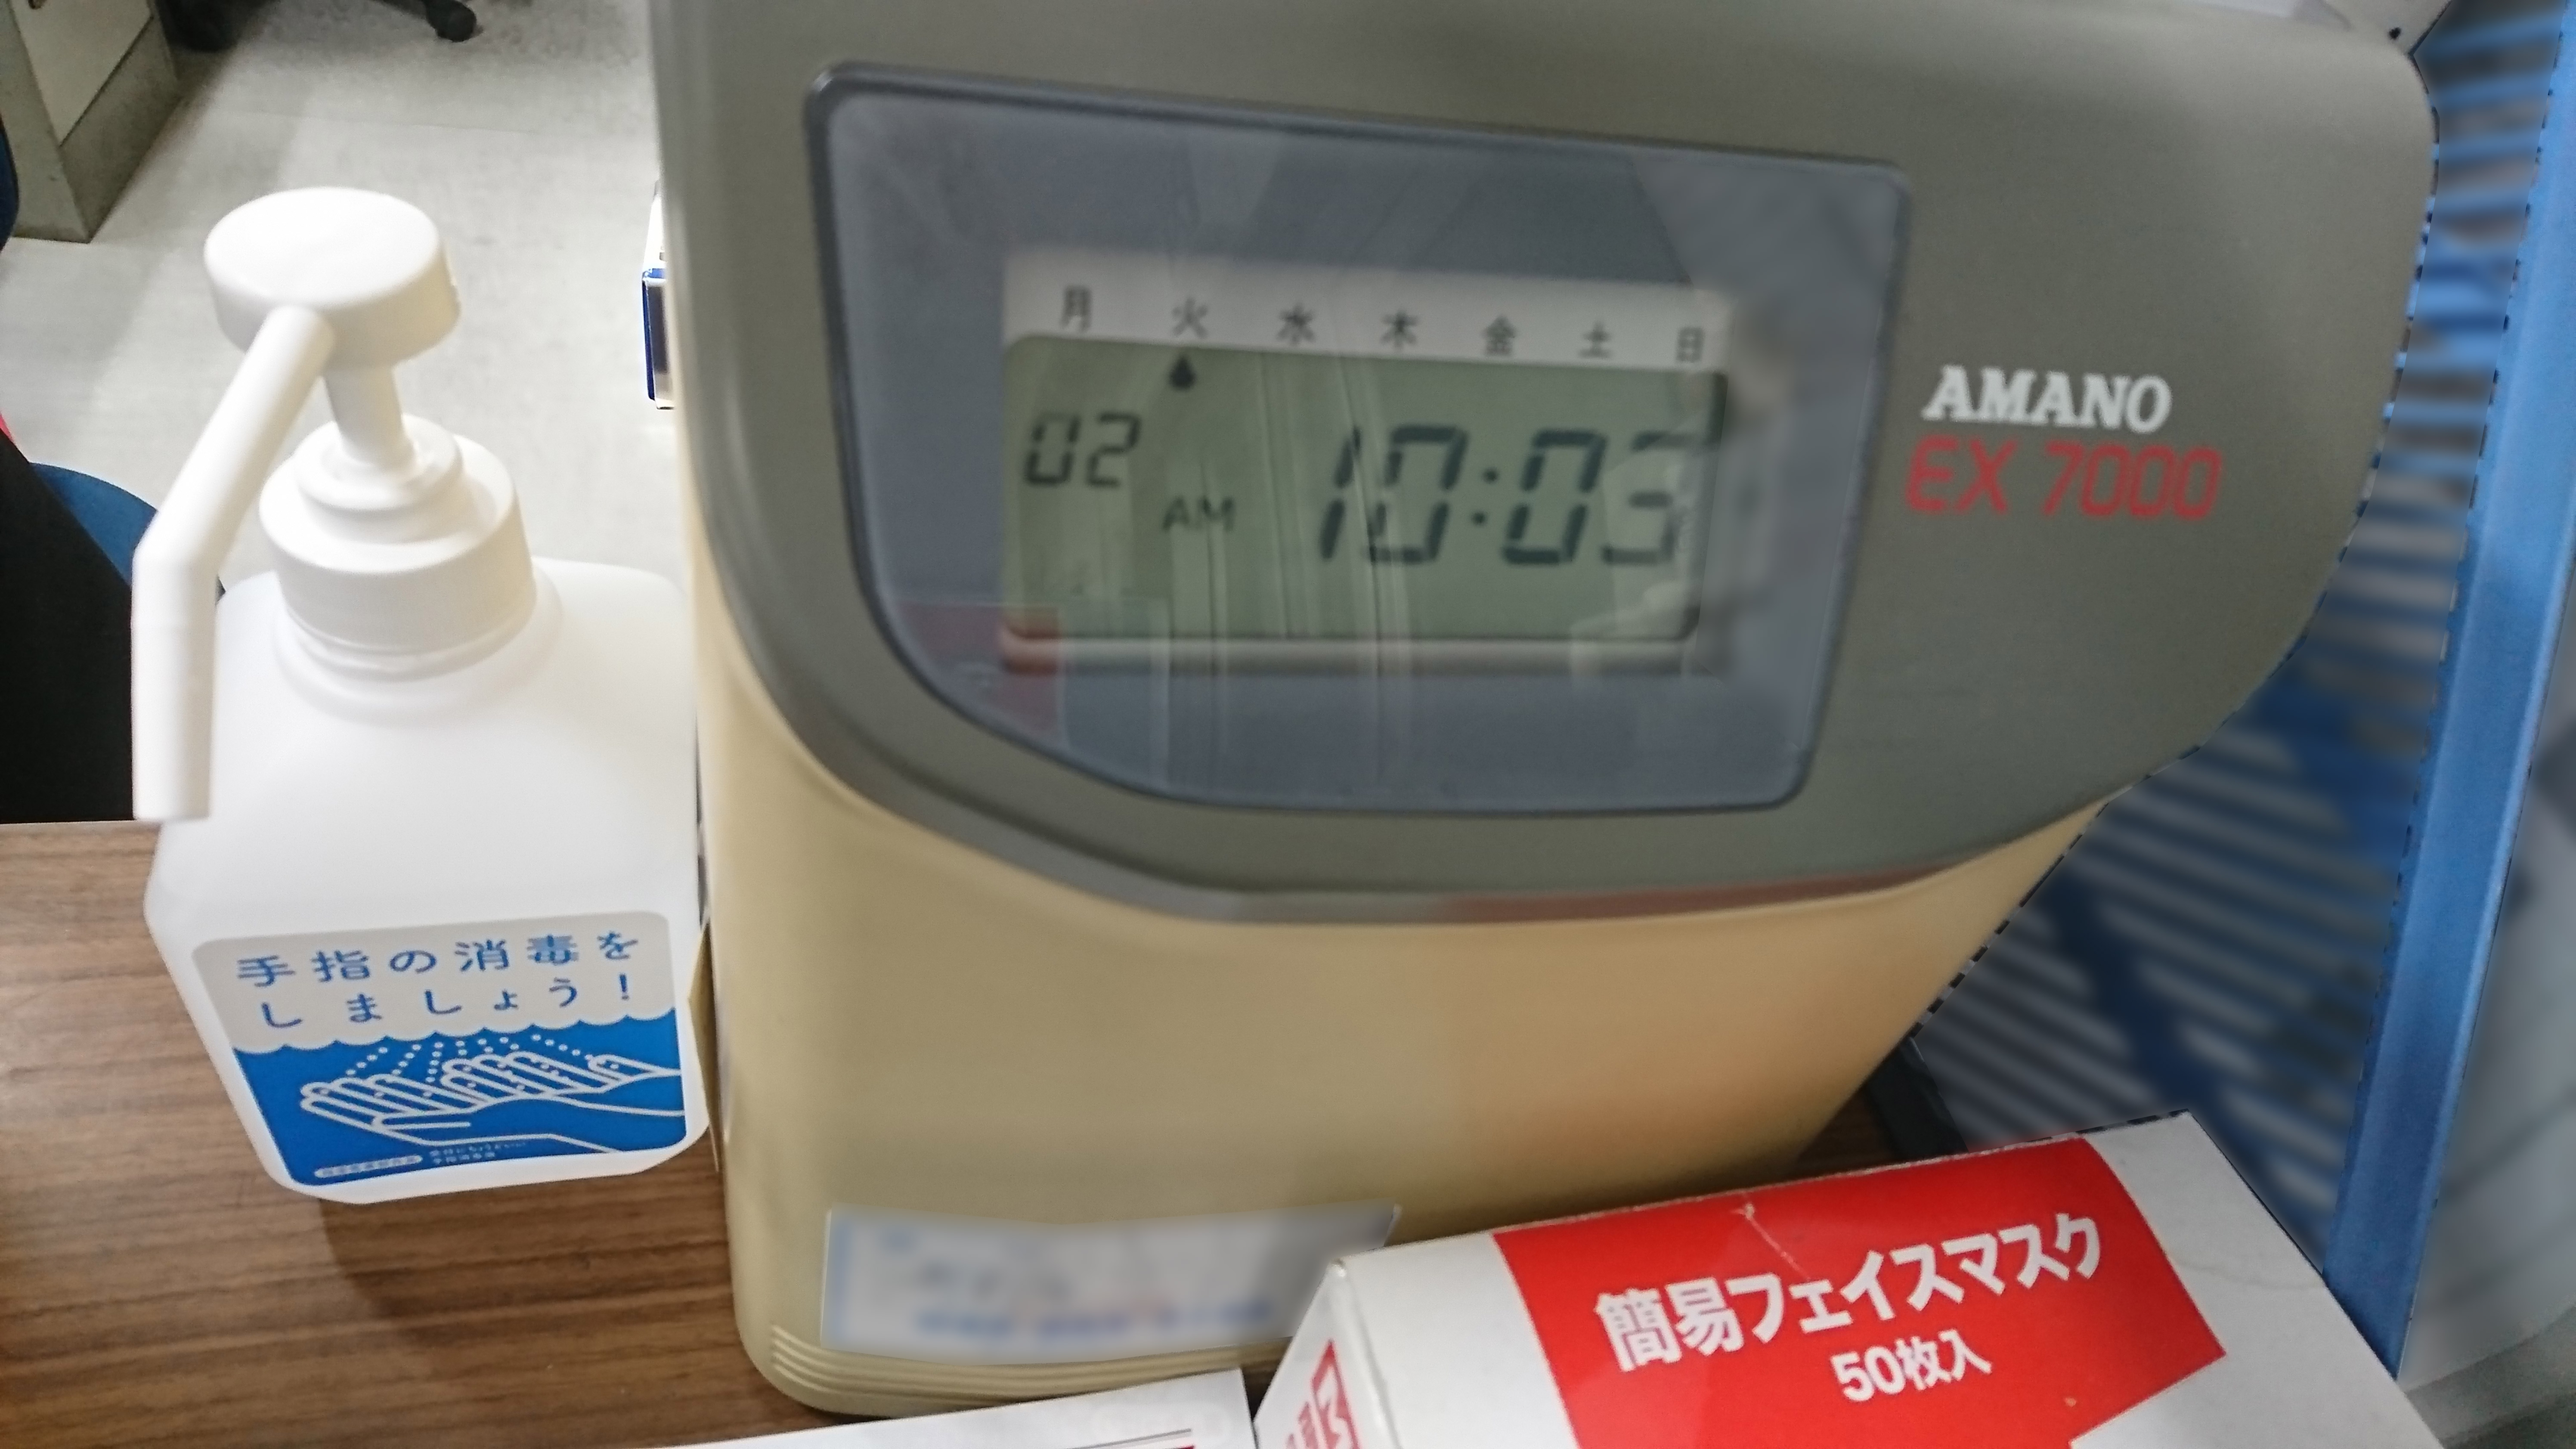 月 火 水 木 金 土 日
02 AM 10:03
AMANO
EX 7000
手指の消毒を
しましょう!
簡易フェイスマスク
50枚入